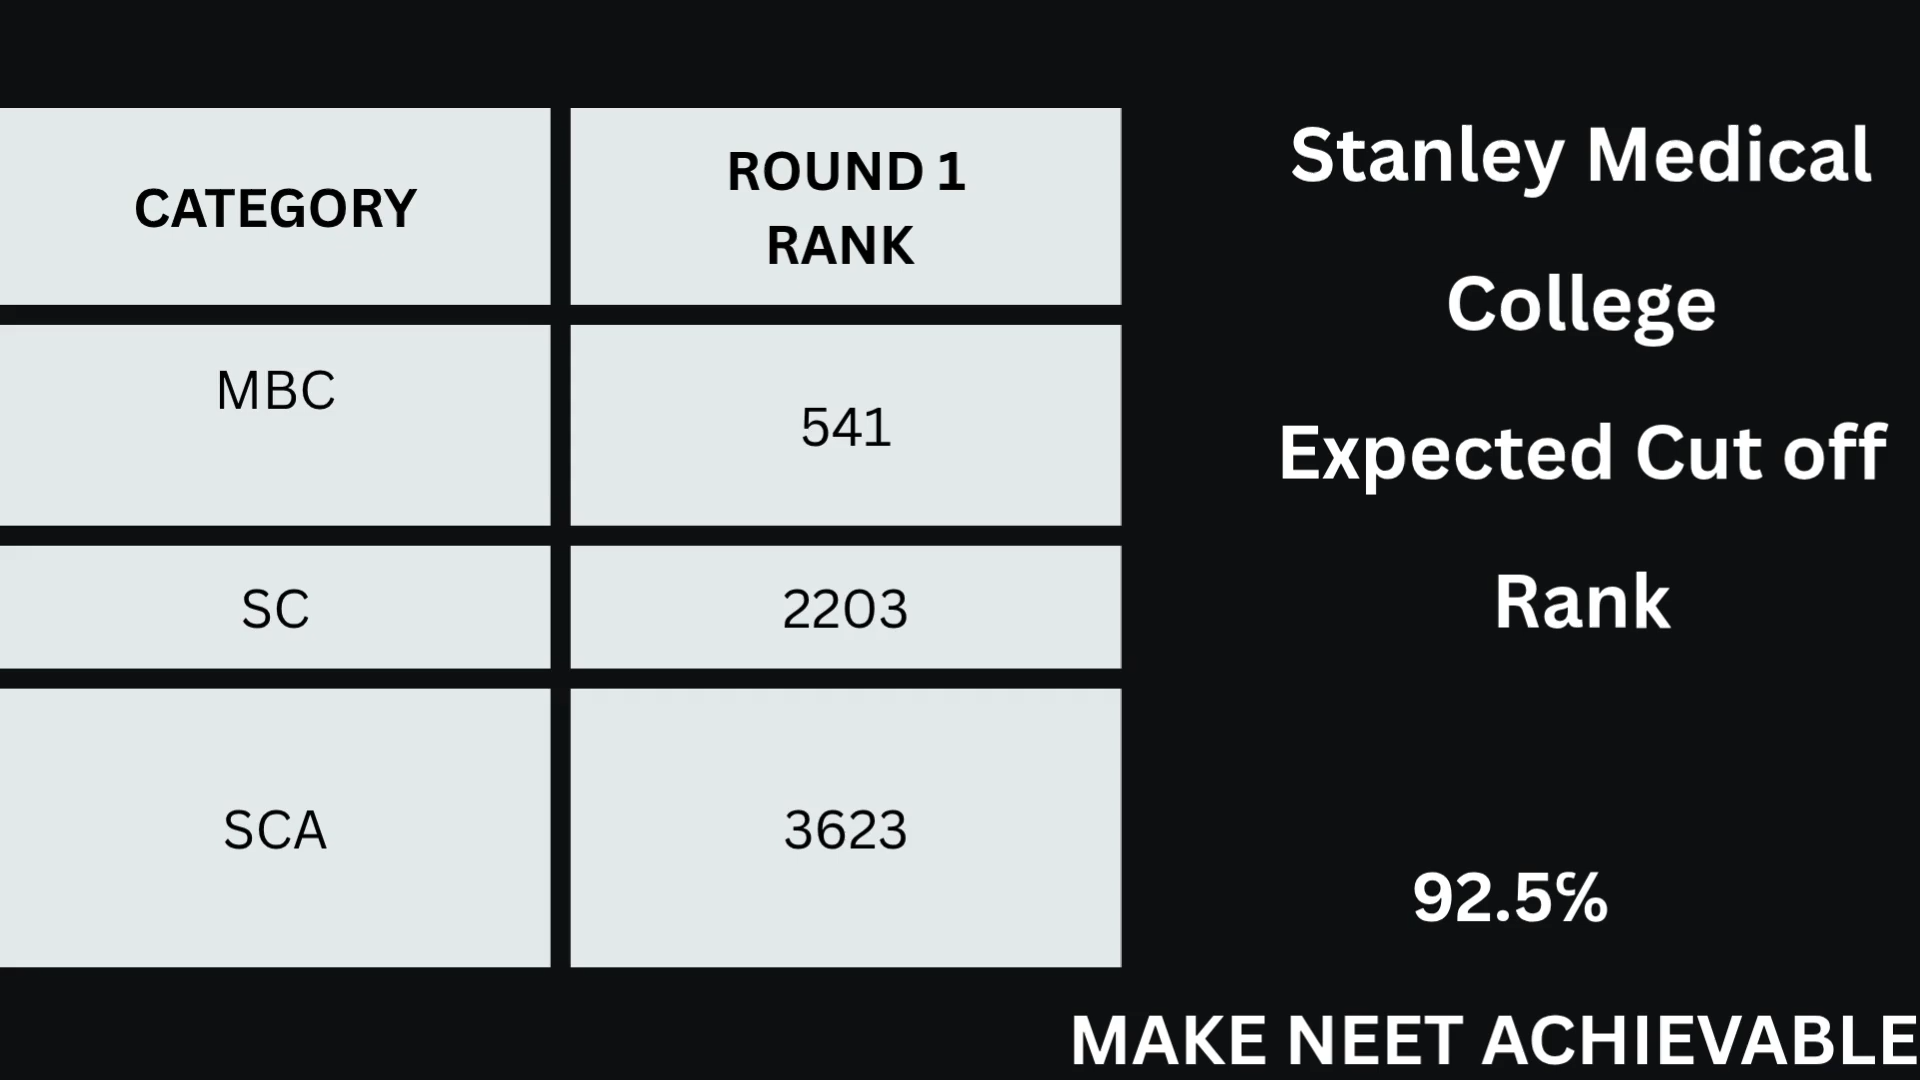 CATEGORY
ROUND 1
RANK
MBC
541
SC
2203
SCA
3623
Stanley Medical
College
Expected Cut off
Rank
92.5℅
MAKE NEET ACHIEVABLE